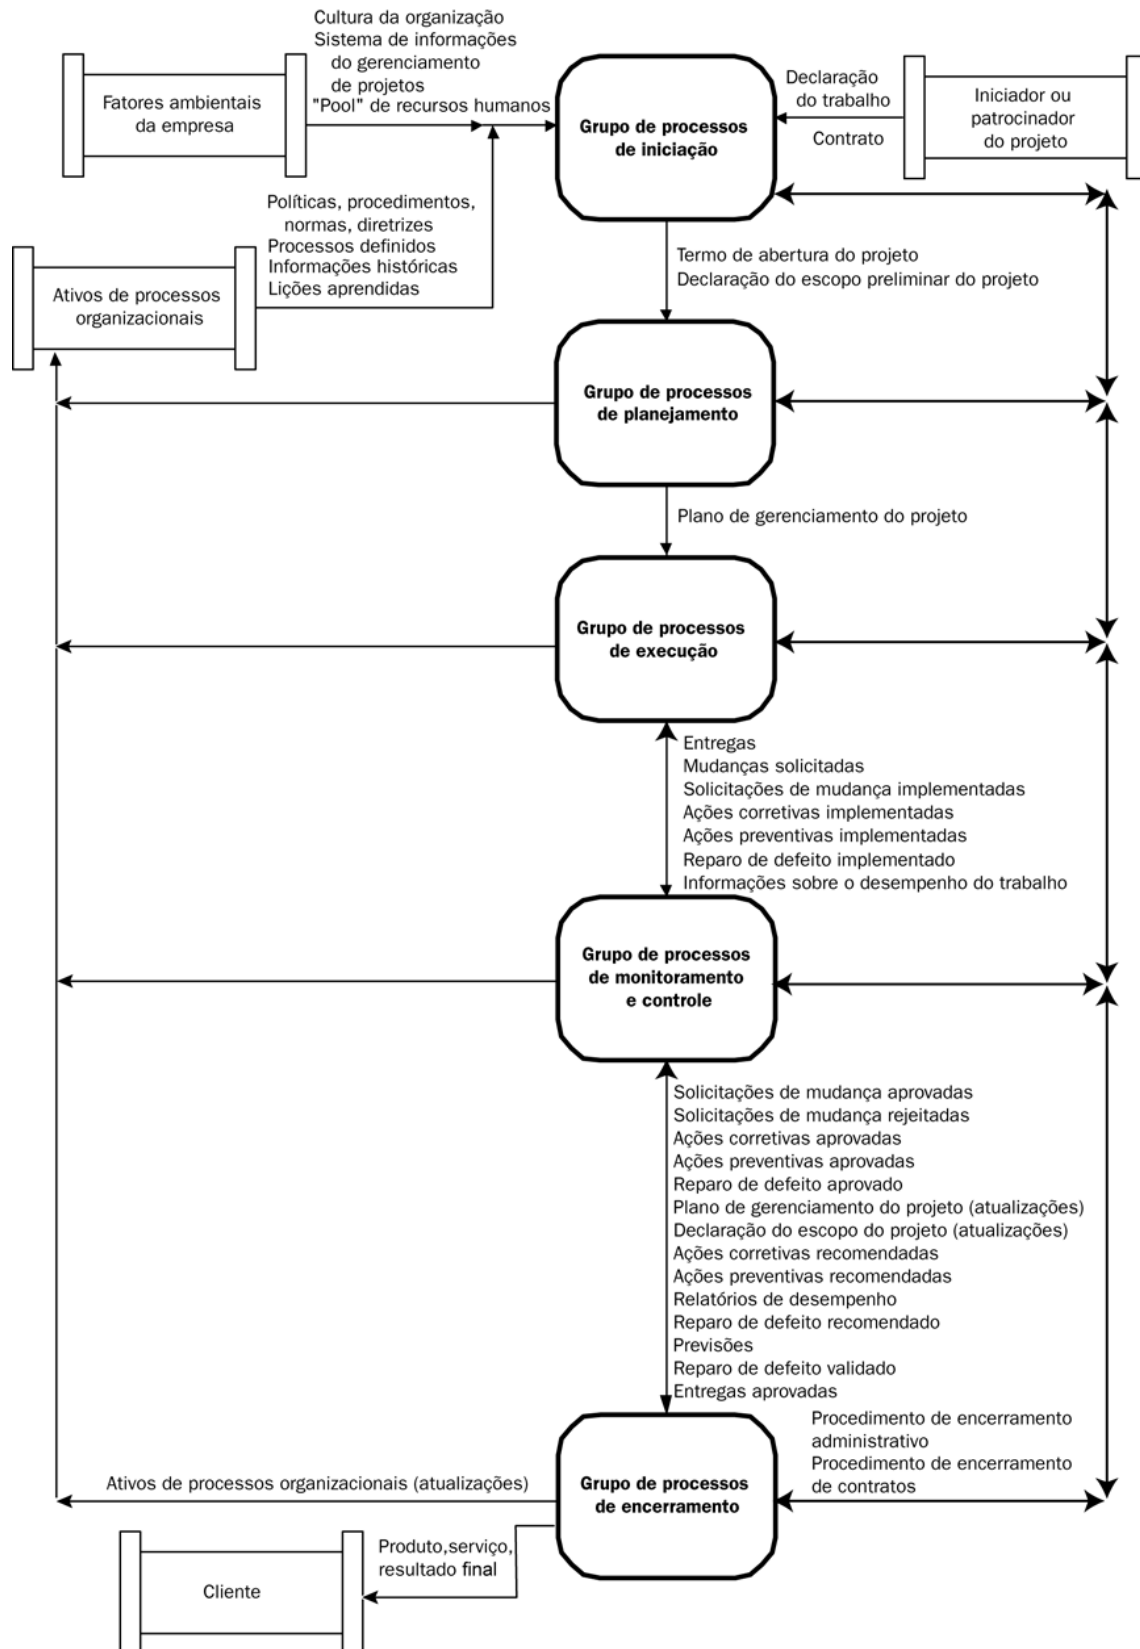 Cultura da organização
Sistema de informações
do gerenciamento
de projetos
"Pool" de recursos humanos
Fatores ambientais
da empresa
Grupo de processos
de iniciação
Declaração
do trabalho
Contrato
Iniciador ou
patrocinador
do projeto
Políticas, procedimentos,
normas, diretrizes
Processos definidos
Informações históricas
Lições aprendidas
Ativos de processos
organizacionais
Termo de abertura do projeto
Declaração do escopo preliminar do projeto
Grupo de processos
de planejamento
Plano de gerenciamento do projeto
Grupo de processos
de execução
Entregas
Mudanças solicitadas
Solicitações de mudança implementadas
Ações corretivas implementadas
Ações preventivas implementadas
Reparo de defeito implementado
Informações sobre o desempenho do trabalho
Grupo de processos
de monitoramento
e controle
Solicitações de mudança aprovadas
Solicitações de mudança rejeitadas
Ações corretivas aprovadas
Ações preventivas aprovadas
Reparo de defeito aprovado
Plano de gerenciamento do projeto (atualizações)
Declaração do escopo do projeto (atualizações)
Ações corretivas recomendadas
Ações preventivas recomendadas
Relatórios de desempenho
Reparo de defeito recomendado
Previsões
Reparo de defeito validado
Entregas aprovadas
Procedimento de encerramento
administrativo
Procedimento de encerramento
de contratos
Grupo de processos
de encerramento
Ativos de processos organizacionais (atualizações)
Produto,serviço,
resultado final
Cliente